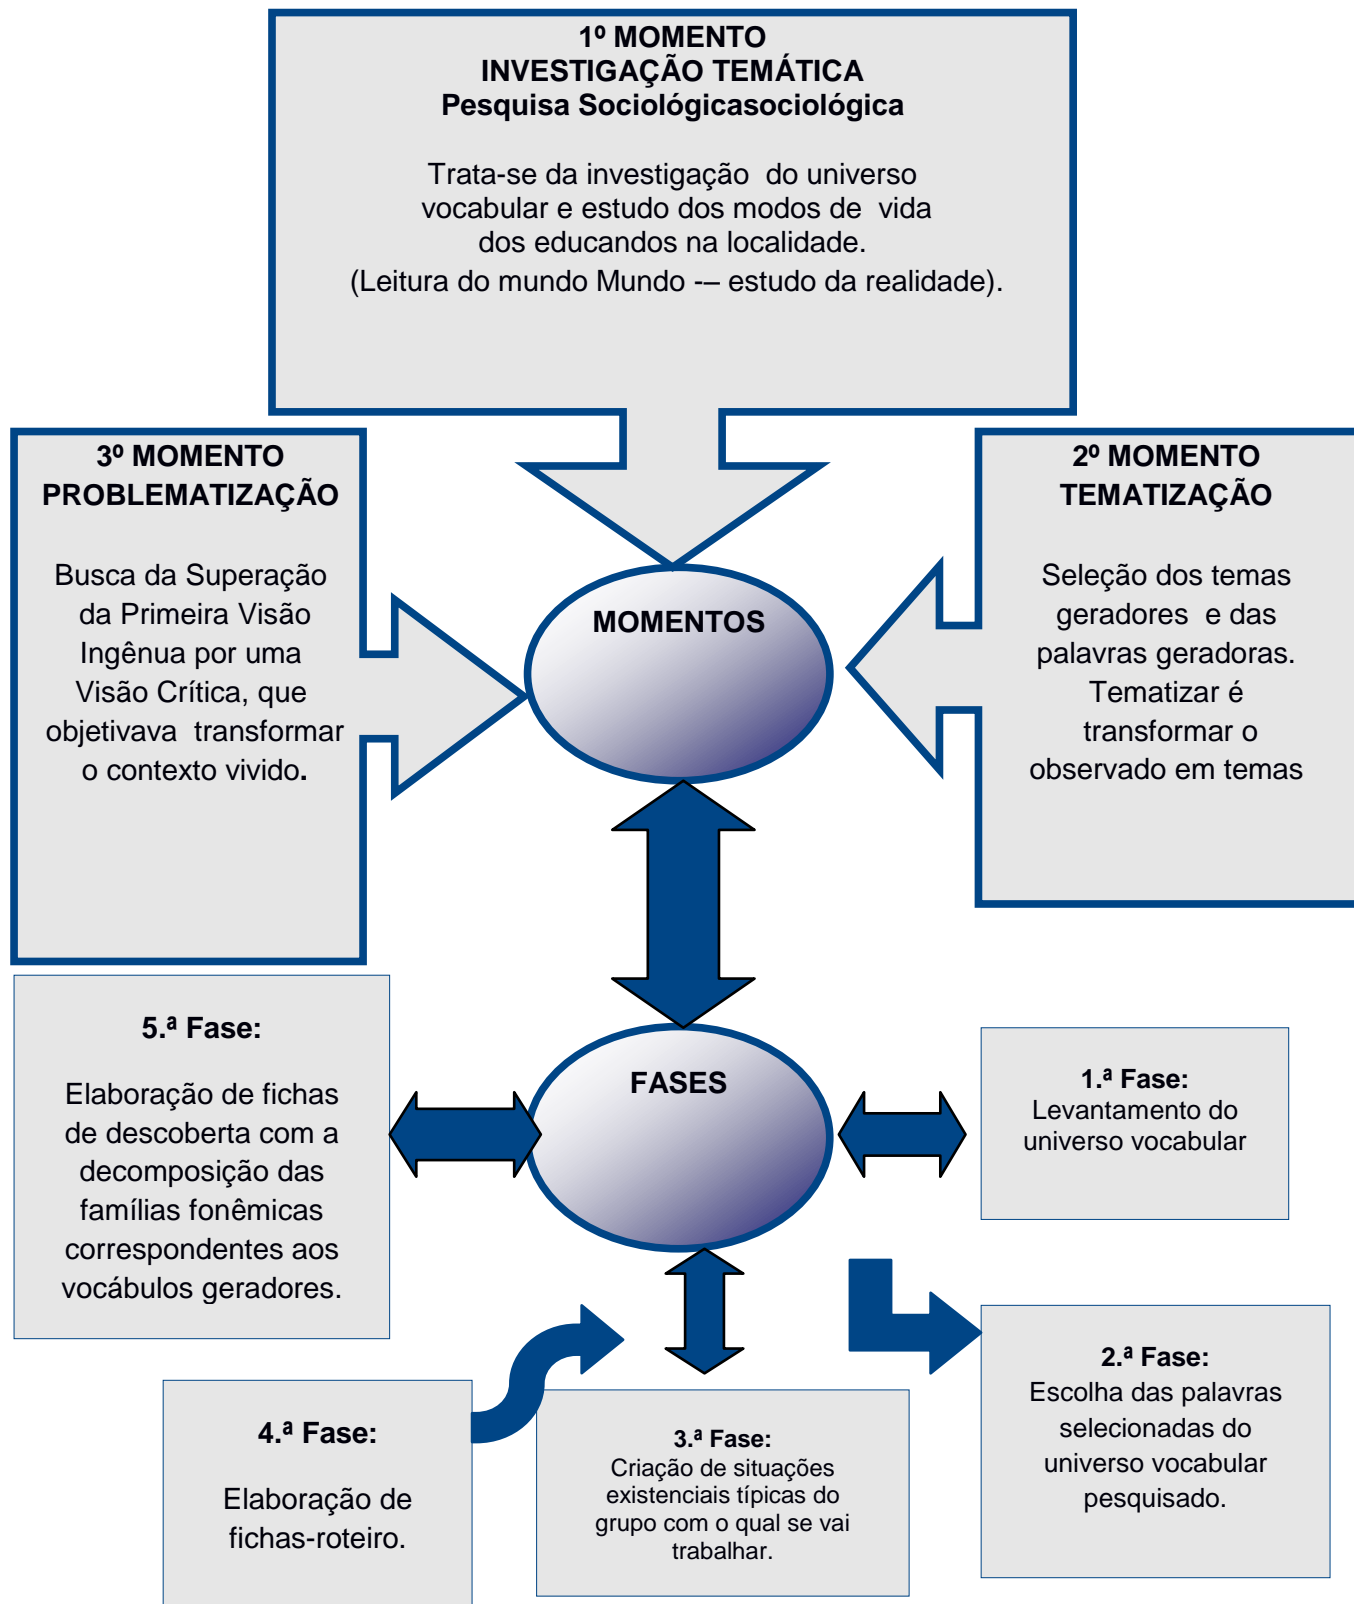 1º MOMENTO
INVESTIGAÇÃO TEMÁTICA
Pesquisa Sociológicasociológica
Trata-se da investigação do universo
vocabular e estudo dos modos de vida
dos educandos na localidade.
(Leitura do mundo Mundo -– estudo da realidade).
3º MOMENTO
PROBLEMATIZAÇÃO
Busca da Superação
da Primeira Visão
Ingênua por uma
Visão Crítica, que
objetivava transformar
o contexto vivido.
MOMENTOS
2º MOMENTO
TEMATIZAÇÃO
Seleção dos temas
geradores e das
palavras geradoras.
Tematizar é
transformar o
observado em temas
5.ª Fase:
Elaboração de fichas
de descoberta com a
decomposição das
famílias fonêmicas
correspondentes aos
vocábulos geradores.
FASES
1.ª Fase:
Levantamento do
universo vocabular
4.ª Fase:
Elaboração de
fichas-roteiro.
3.ª Fase:
Criação de situações
existenciais típicas do
grupo com o qual se vai
trabalhar.
2.ª Fase:
Escolha das palavras
selecionadas do
universo vocabular
pesquisado.